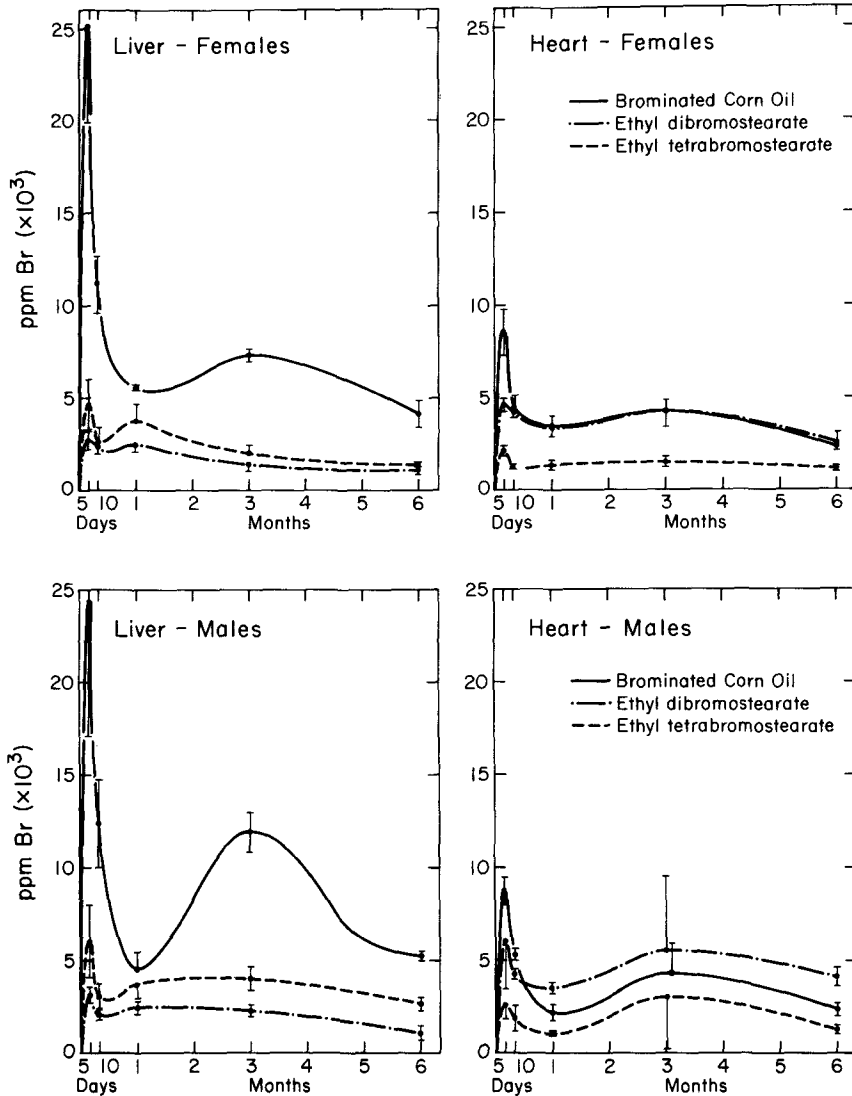 Liver – Females
25
20
15
10
5
0
ppm Br (×10³)
5 10 1 2 3 4 5 6
Days Months
Heart – Females
Brominated Corn Oil
Ethyl dibromostearate
Ethyl tetrabromostearate
25
20
15
10
5
0
5 10 1 2 3 4 5 6
Days Months
Liver – Males
25
20
15
10
5
0
ppm Br (×10³)
5 10 1 2 3 4 5 6
Days Months
Heart – Males
Brominated Corn Oil
Ethyl dibromostearate
Ethyl tetrabromostearate
25
20
15
10
5
0
5 10 1 2 3 4 5 6
Days Months